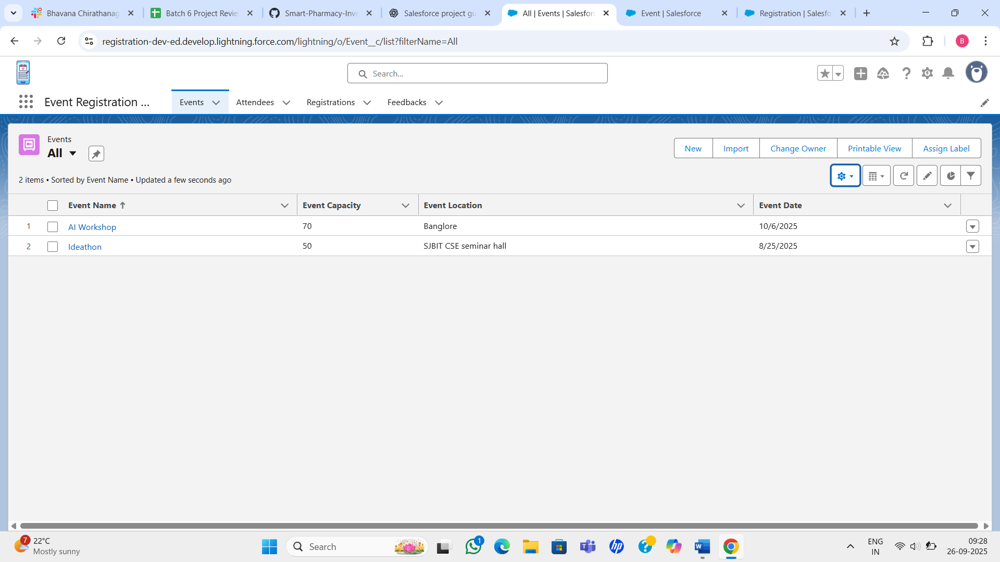 Bhavana Chirathanag
Batch 6 Project Revie
Smart-Pharmacy-Inve
Salesforce project gu
All | Events | Salesfor
Event | Salesforce
Registration | Salesfo
registration-dev-ed.develop.lightning.force.com/lightning/o/Event__c/list?filterName=All
B
Search...
Event Registration ...
Events
Attendees
Registrations
Feedbacks
Events
All
New
Import
Change Owner
Printable View
Assign Label
2 items • Sorted by Event Name • Updated a few seconds ago
Event Name
Event Capacity
Event Location
Event Date
1
AI Workshop
70
Banglore
10/6/2025
2
Ideathon
50
SJBIT CSE seminar hall
8/25/2025
7
22°C
Mostly sunny
Search
1
ENG
IN
09:28
26-09-2025